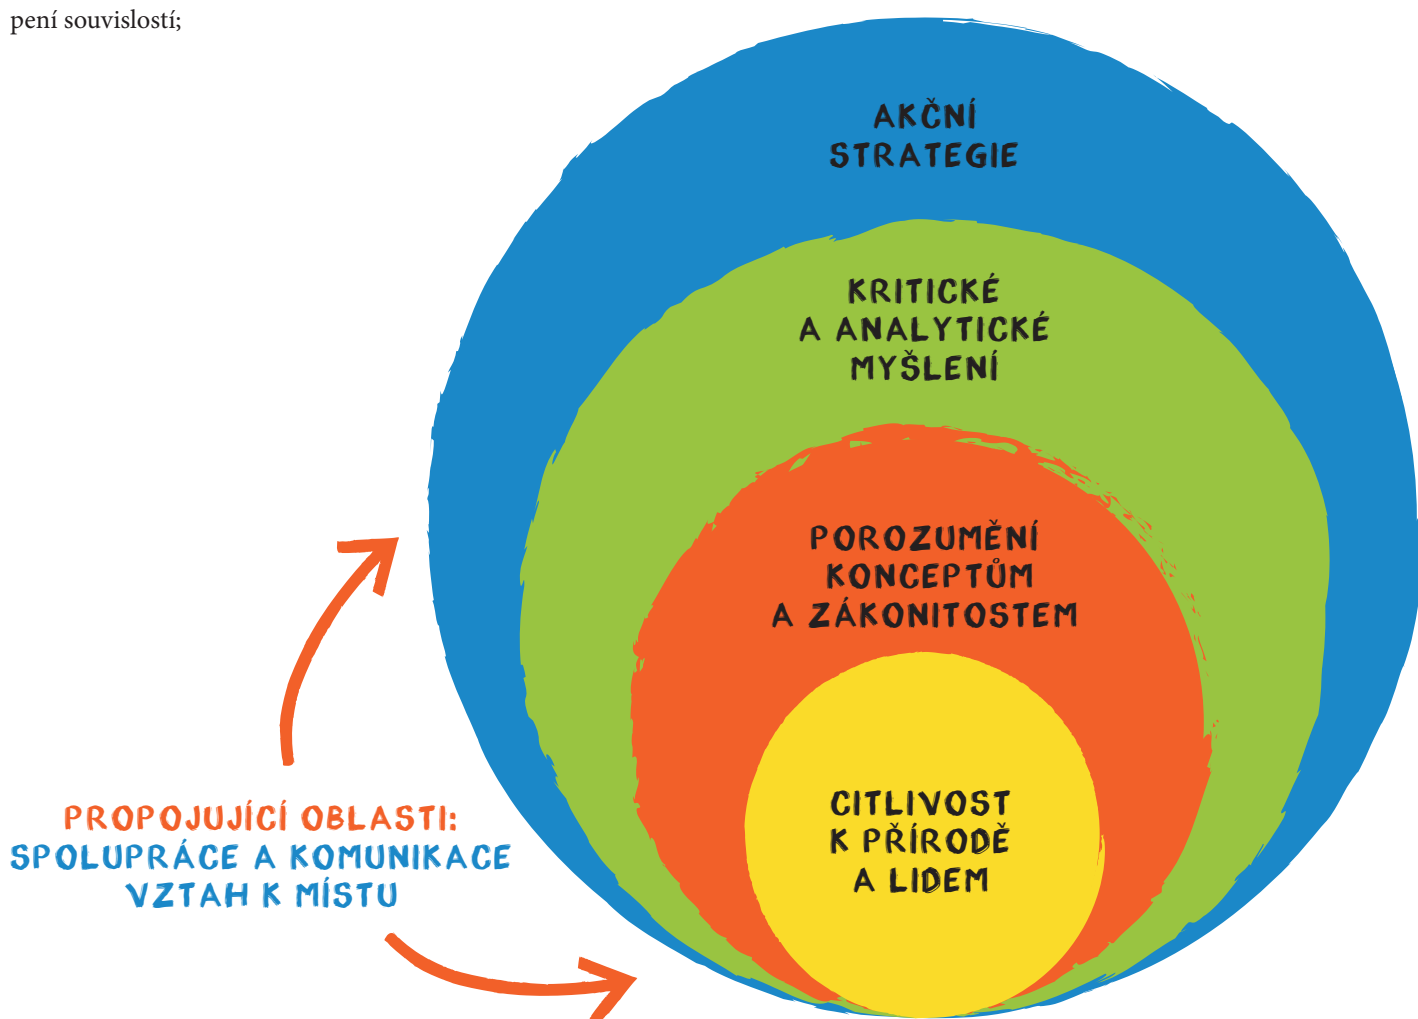 pení souvislostí;
AKČNÍ
STRATEGIE
KRITICKÉ
A ANALYTICKÉ
MYŠLENÍ
POROZUMĚNÍ
KONCEPTŮM
A ZÁKONITOSTEM
CITLIVOST
K PŘÍRODĚ
A LIDEM
PROPOJUJÍCÍ OBLASTI:
SPOLUPRÁCE A KOMUNIKACE
VZTAH K MÍSTU